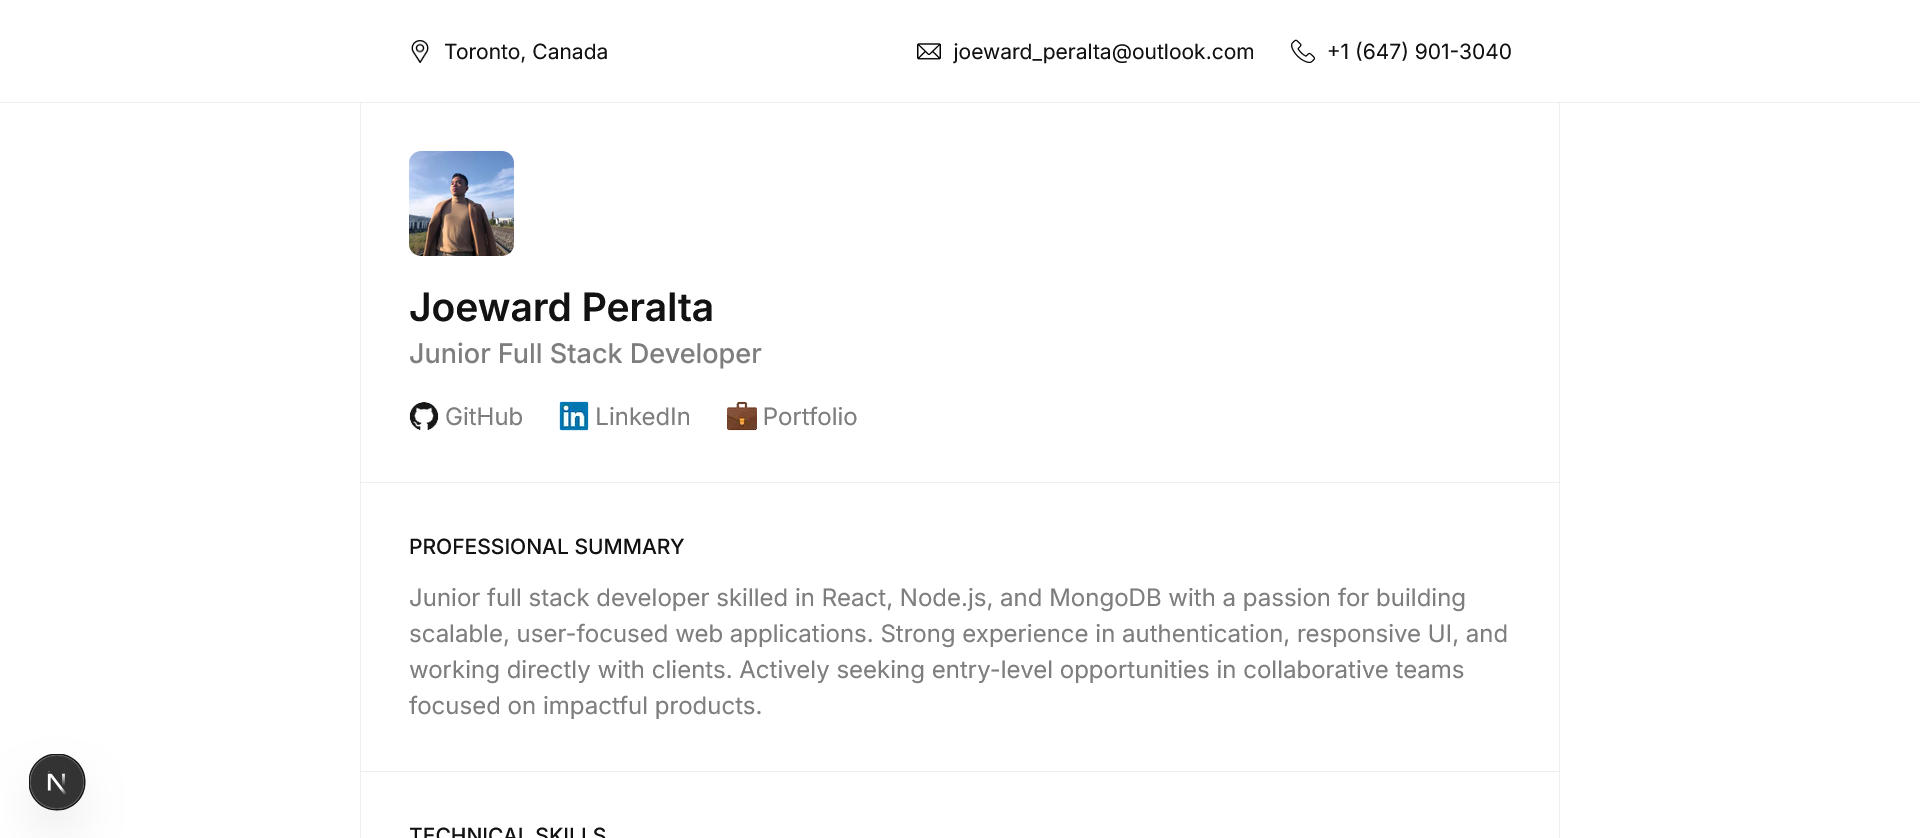 Toronto, Canada
joeward_peralta@outlook.com
+1 (647) 901-3040
Joeward Peralta
Junior Full Stack Developer
GitHub
in LinkedIn
Portfolio
PROFESSIONAL SUMMARY
Junior full stack developer skilled in React, Node.js, and MongoDB with a passion for building
scalable, user-focused web applications. Strong experience in authentication, responsive UI, and
working directly with clients. Actively seeking entry-level opportunities in collaborative teams
focused on impactful products.
N
TECHNICAL SKILLS